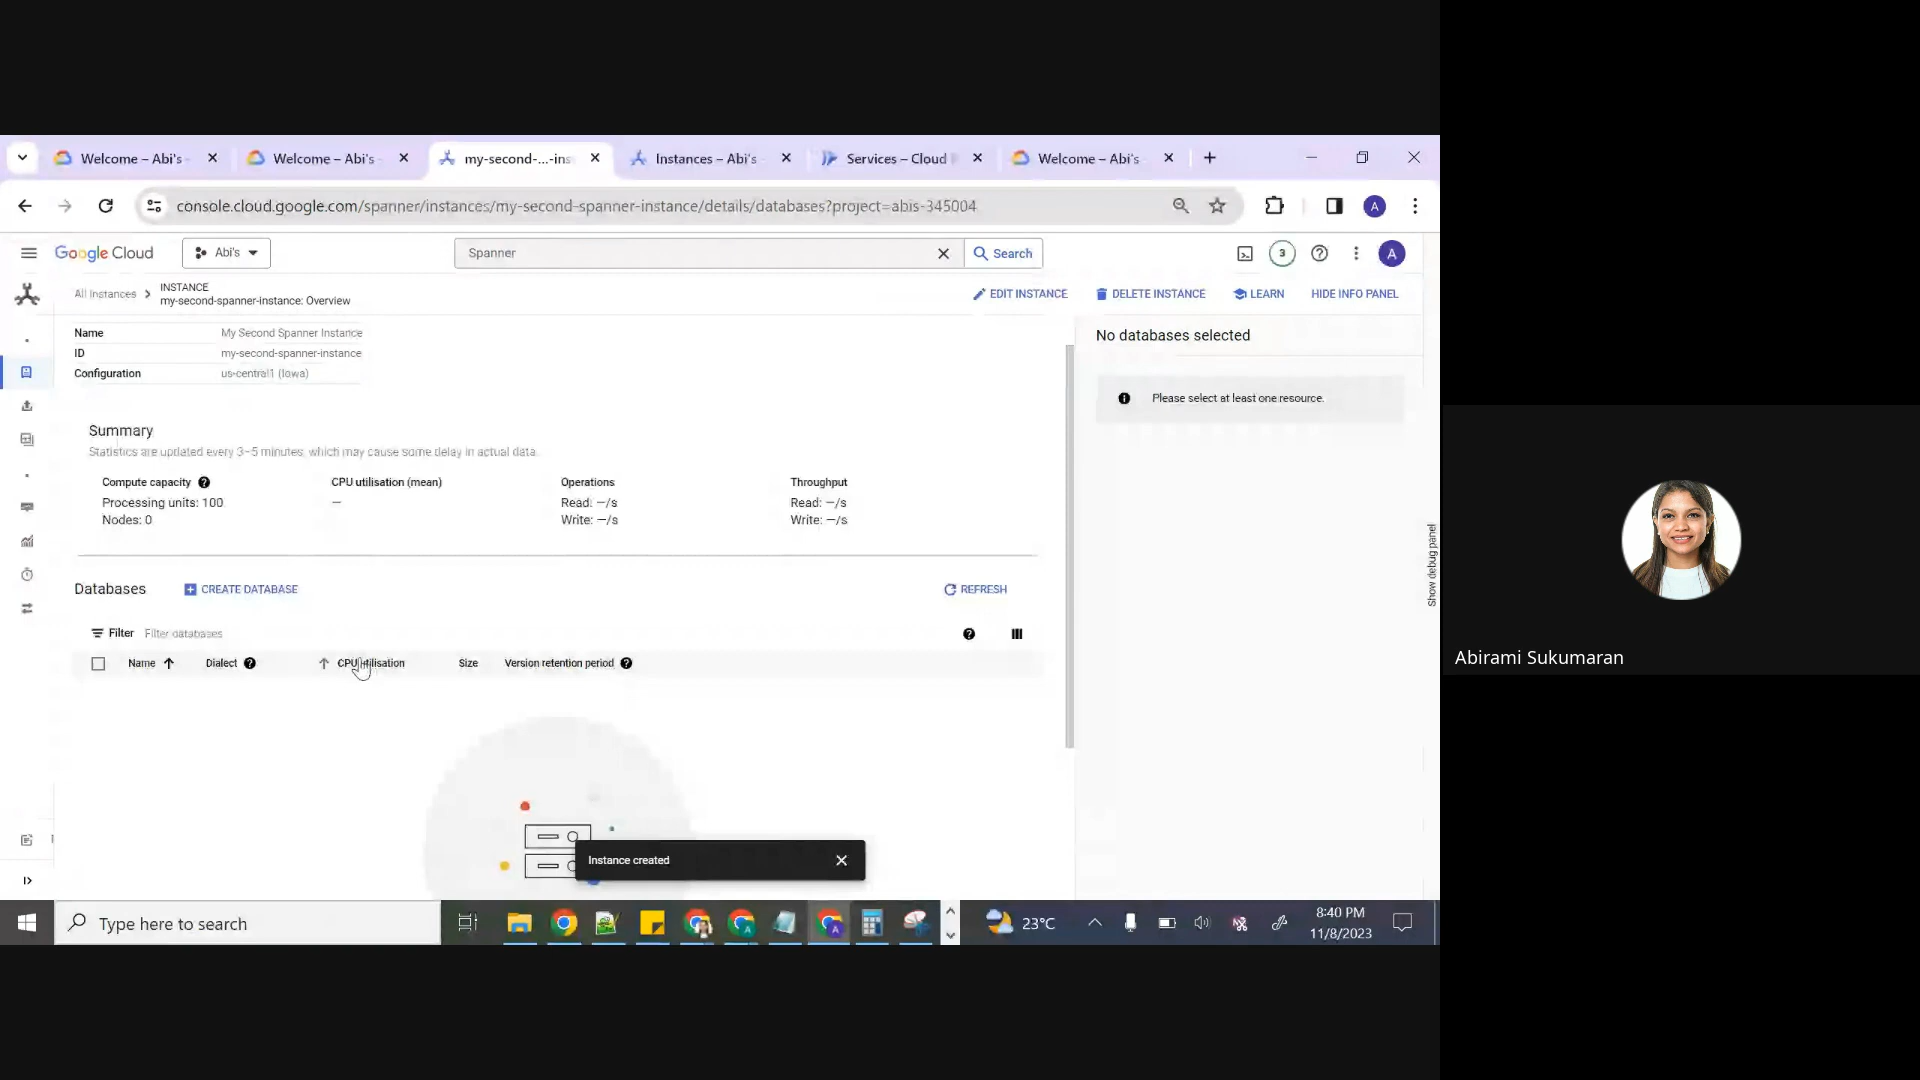 Welcome – Abi's
Welcome – Abi's
my-second-...-ins
Instances – Abi's
Services – Cloud
Welcome – Abi's
console.cloud.google.com/spanner/instances/my-second-spanner-instance/details/databases?project=abis-345004
A
Google Cloud
Abi's
Spanner
Search
3
A
All instances
INSTANCE
my-second-spanner-instance: Overview
EDIT INSTANCE
DELETE INSTANCE
LEARN
HIDE INFO PANEL
Name My Second Spanner Instance
ID my-second-spanner-instance
Configuration us-central1 (Iowa)
No databases selected
Please select at least one resource.
Summary
Statistics are updated every 3–5 minutes, which may cause some delay in actual data.
Compute capacity
Processing units: 100
Nodes: 0
CPU utilisation (mean)
—
Operations
Read: —/s
Write: —/s
Throughput
Read: —/s
Write: —/s
Show debug panel
Databases
CREATE DATABASE
REFRESH
Filter Filter databases
Name Dialect CPU utilisation Size Version retention period
Instance created
Type here to search
23°C
8:40 PM
11/8/2023
Abirami Sukumaran